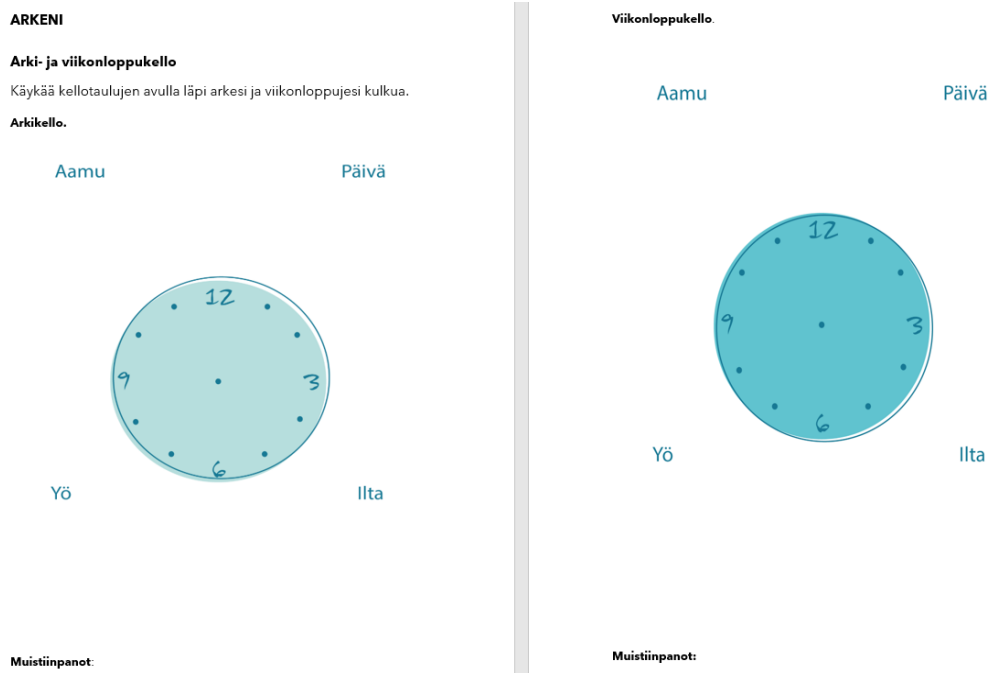 ARKENI
Arki- ja viikonloppukello
Käykää kellotaulujen avulla läpi arkesi ja viikonloppujesi kulkua.
Arkikello.
Aamu Päivä
12
9 3
6
Yö Ilta
Muistiinpanot:
Viikonloppukello.
Aamu Päivä
12
9 3
6
Yö Ilta
Muistiinpanot: